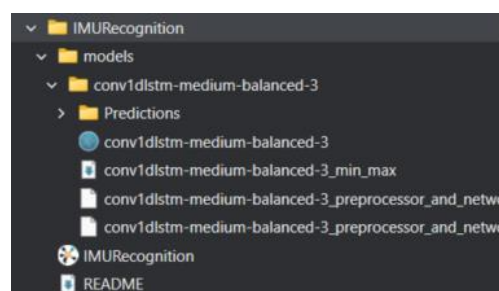 IMURecognition
models
conv1dlstm-medium-balanced-3
Predictions
conv1dlstm-medium-balanced-3
conv1dlstm-medium-balanced-3_min_max
conv1dlstm-medium-balanced-3_preprocessor_and_netwo
conv1dlstm-medium-balanced-3_preprocessor_and_netwo
IMURecognition
README